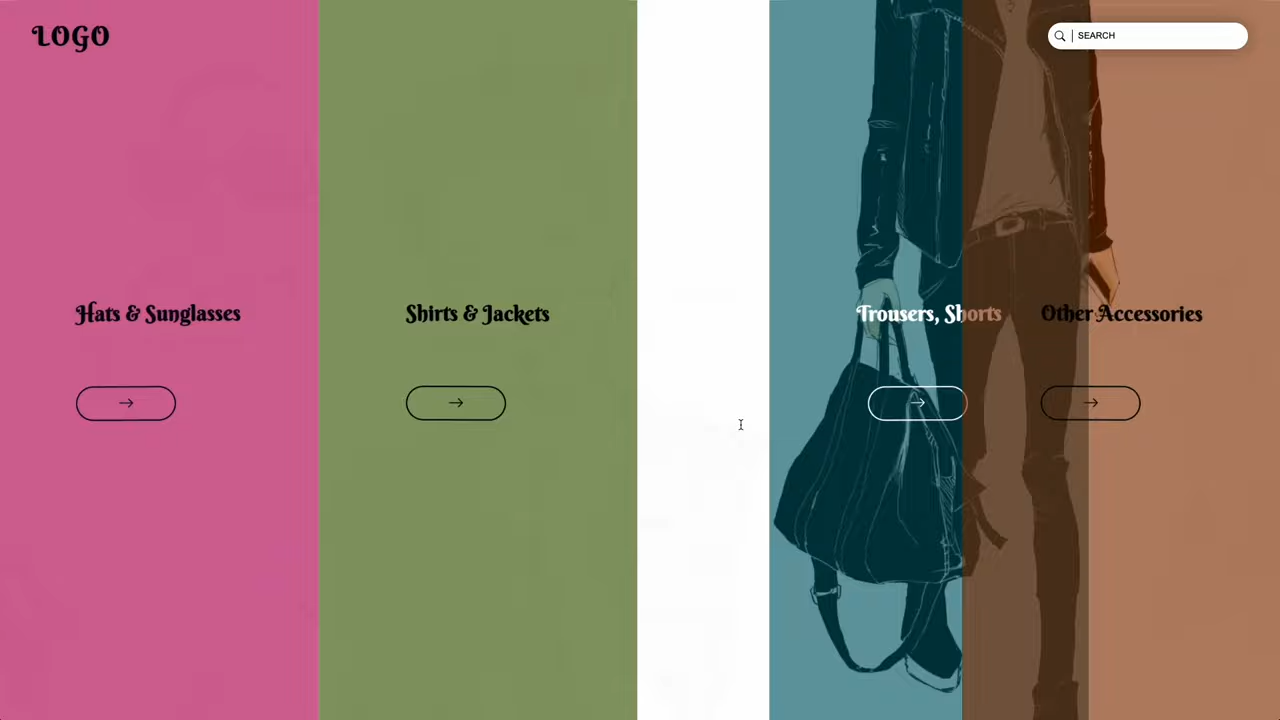 LOGO
SEARCH
Hats & Sunglasses
Shirts & Jackets
Trousers, Shorts
Other Accessories